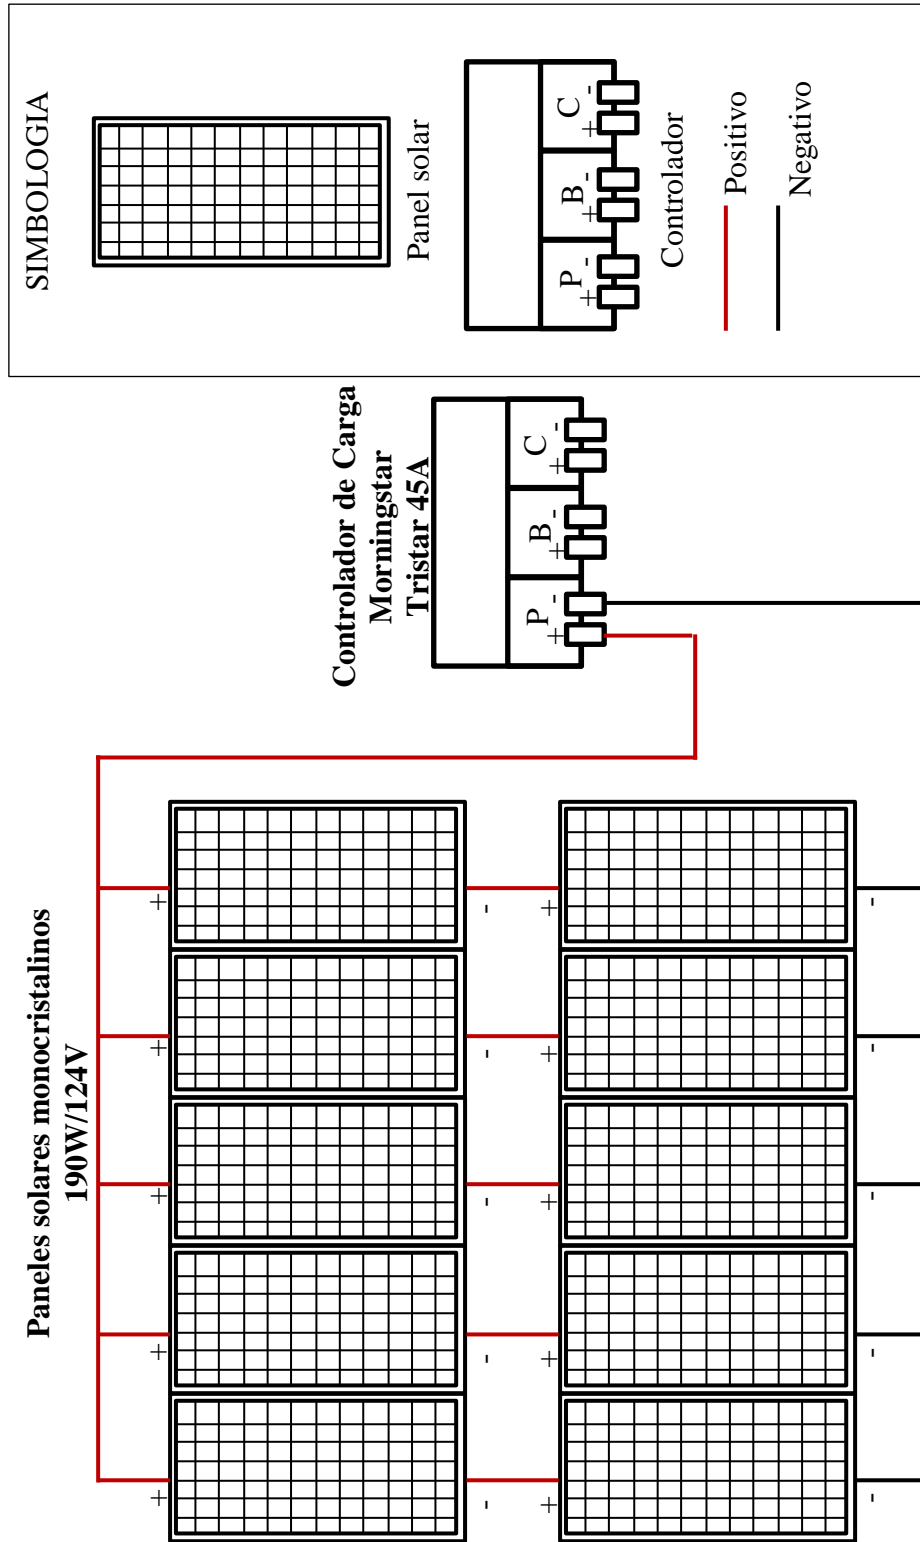 Paneles solares monocristalinos
190W/124V
+ + + + +
- - - - -
+ + + + +
- - - - -
Controlador de Carga
Morningstar
Tristar 45A
P B C
+ - + - + -
SIMBOLOGIA
Panel solar
P B C
+ - + - + -
Controlador
Positivo
Negativo